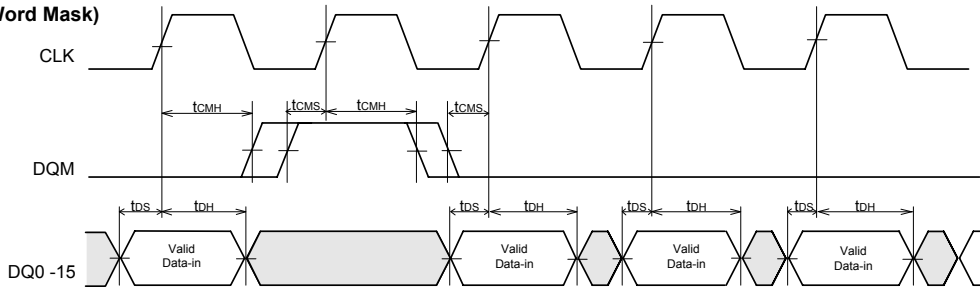 Word Mask)
CLK
tCMH tCMS tCMH tCMS
DQM
tDS tDH tDS tDH tDS tDH tDS tDH
Valid Data-in
Valid Data-in
Valid Data-in
Valid Data-in
DQ0 -15